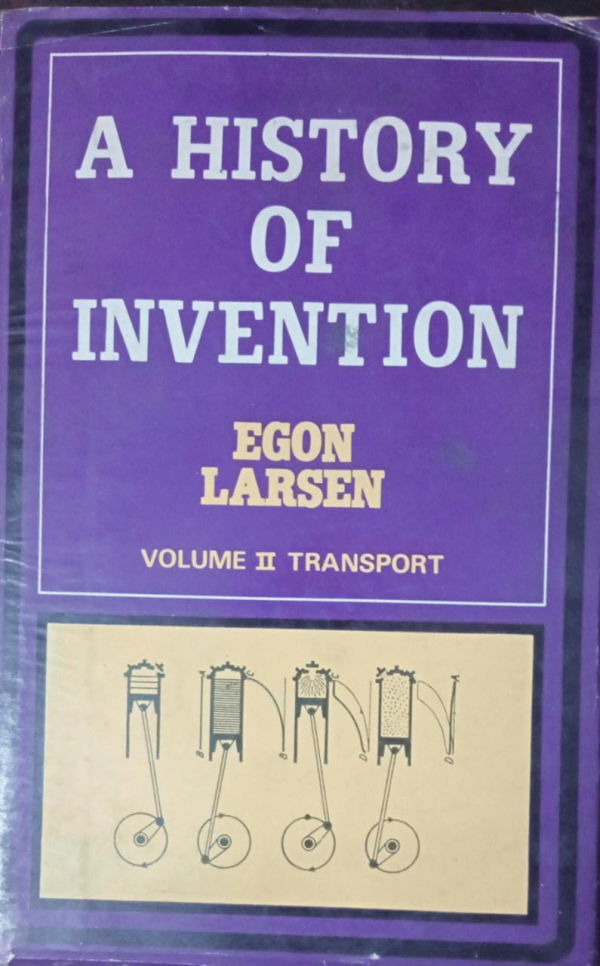 A HISTORY
OF
INVENTION
EGON
LARSEN
VOLUME II TRANSPORT